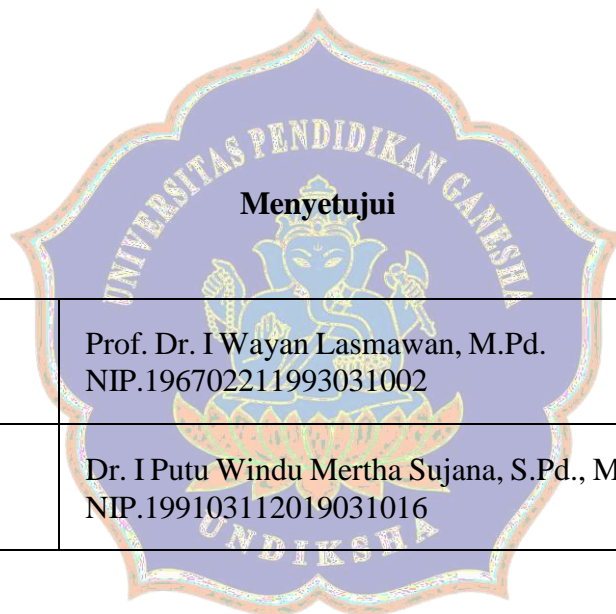 UNIVERSITAS PENDIDIKAN GANESHA
Menyetujui
Prof. Dr. I Wayan Lasmawan, M.Pd.
NIP.196702211993031002
Dr. I Putu Windu Mertha Sujana, S.Pd., M
NIP.199103112019031016
UNDIKSHA